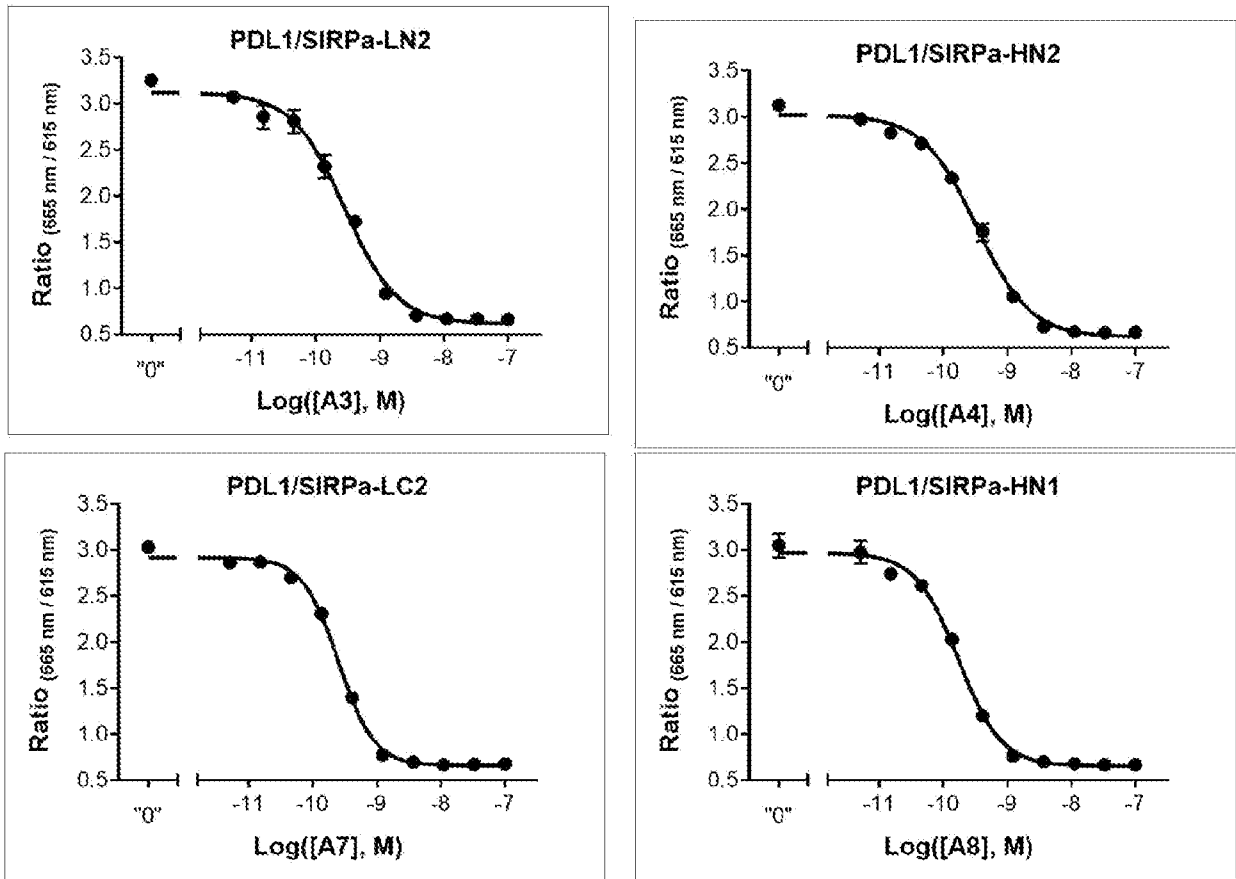 PDL1/SIRPa-LN2
3.5
3.0
2.5
2.0
1.5
1.0
0.5
Ratio (665 nm / 615 nm)
"0" -11 -10 -9 -8 -7
Log([A3], M)
PDL1/SIRPa-HN2
3.5
3.0
2.5
2.0
1.5
1.0
0.5
Ratio (665 nm / 615 nm)
"0" -11 -10 -9 -8 -7
Log([A4], M)
PDL1/SIRPa-LC2
3.5
3.0
2.5
2.0
1.5
1.0
0.5
Ratio (665 nm / 615 nm)
"0" -11 -10 -9 -8 -7
Log([A7], M)
PDL1/SIRPa-HN1
3.5
3.0
2.5
2.0
1.5
1.0
0.5
Ratio (665 nm / 615 nm)
"0" -11 -10 -9 -8 -7
Log([A8], M)